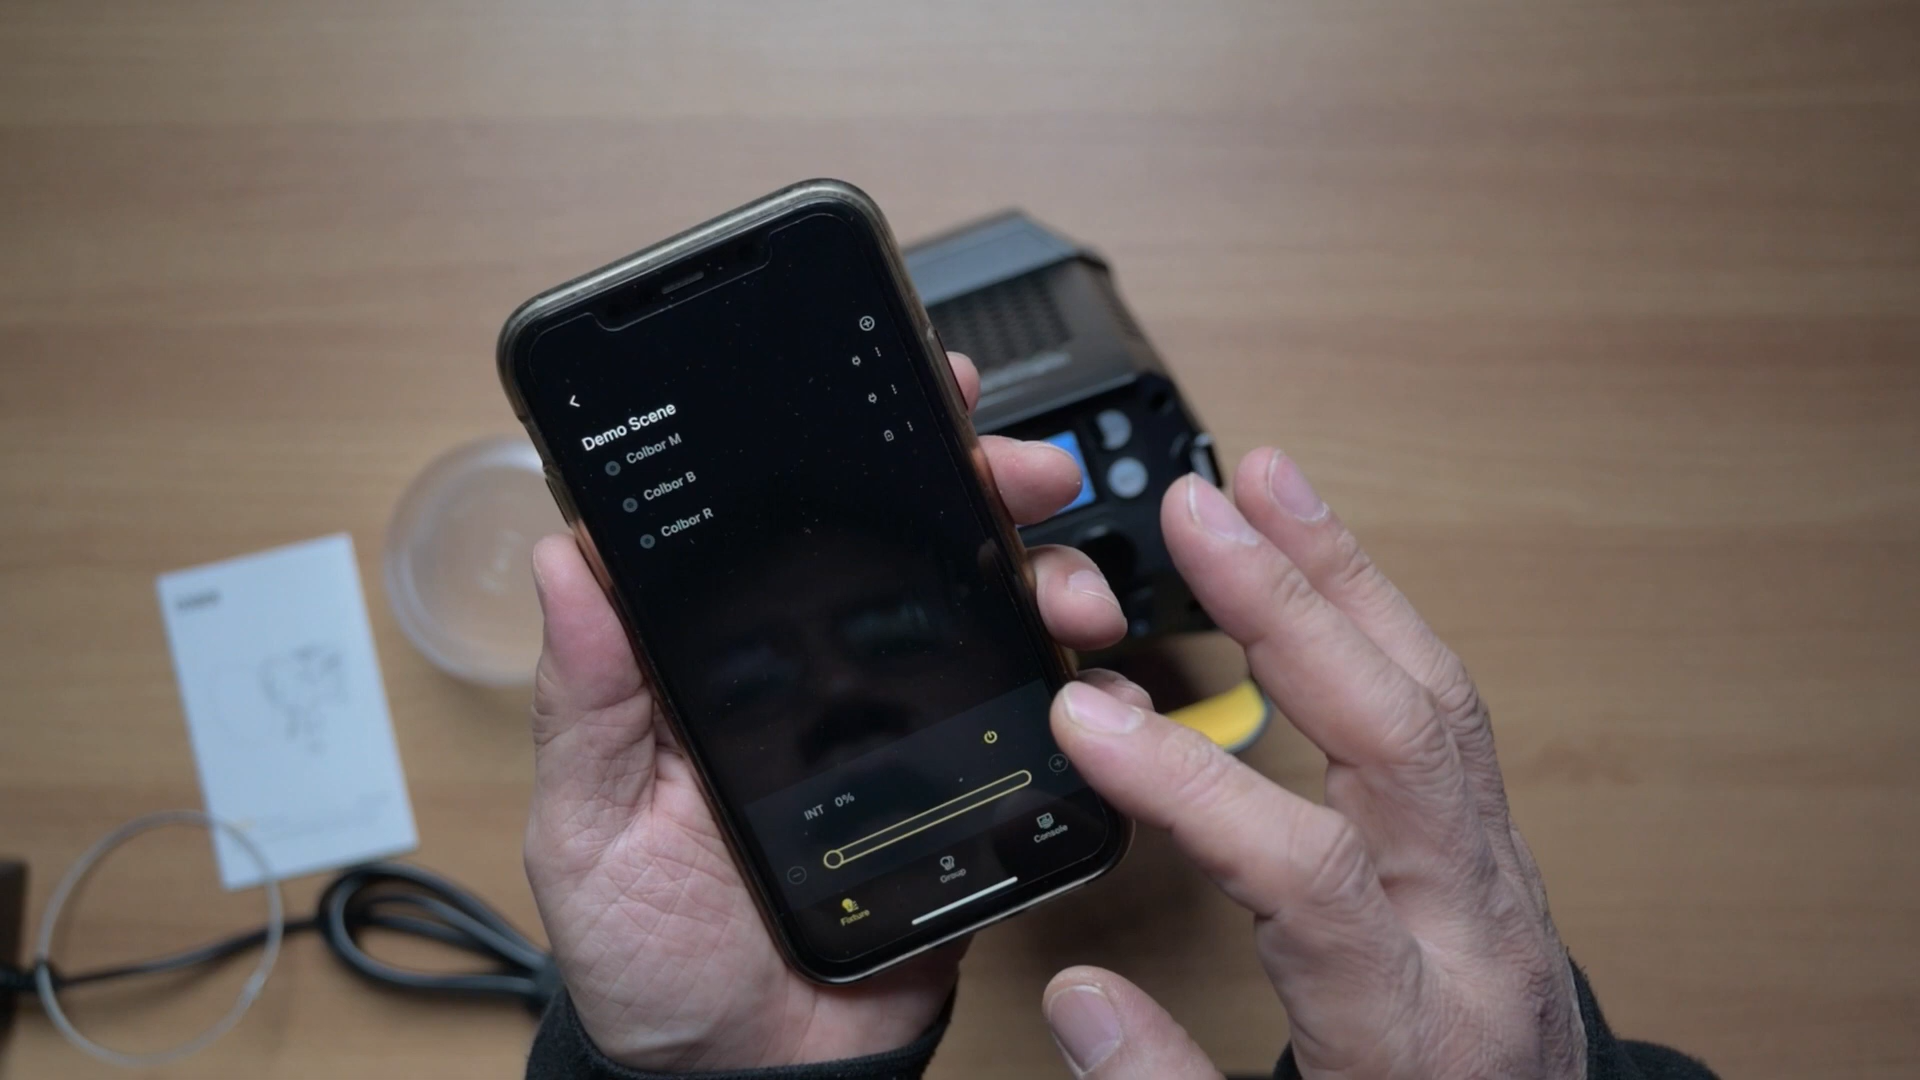 Demo Scene
Colbor M
Colbor B
Colbor R
INT 0%
Fixture
Group
Console